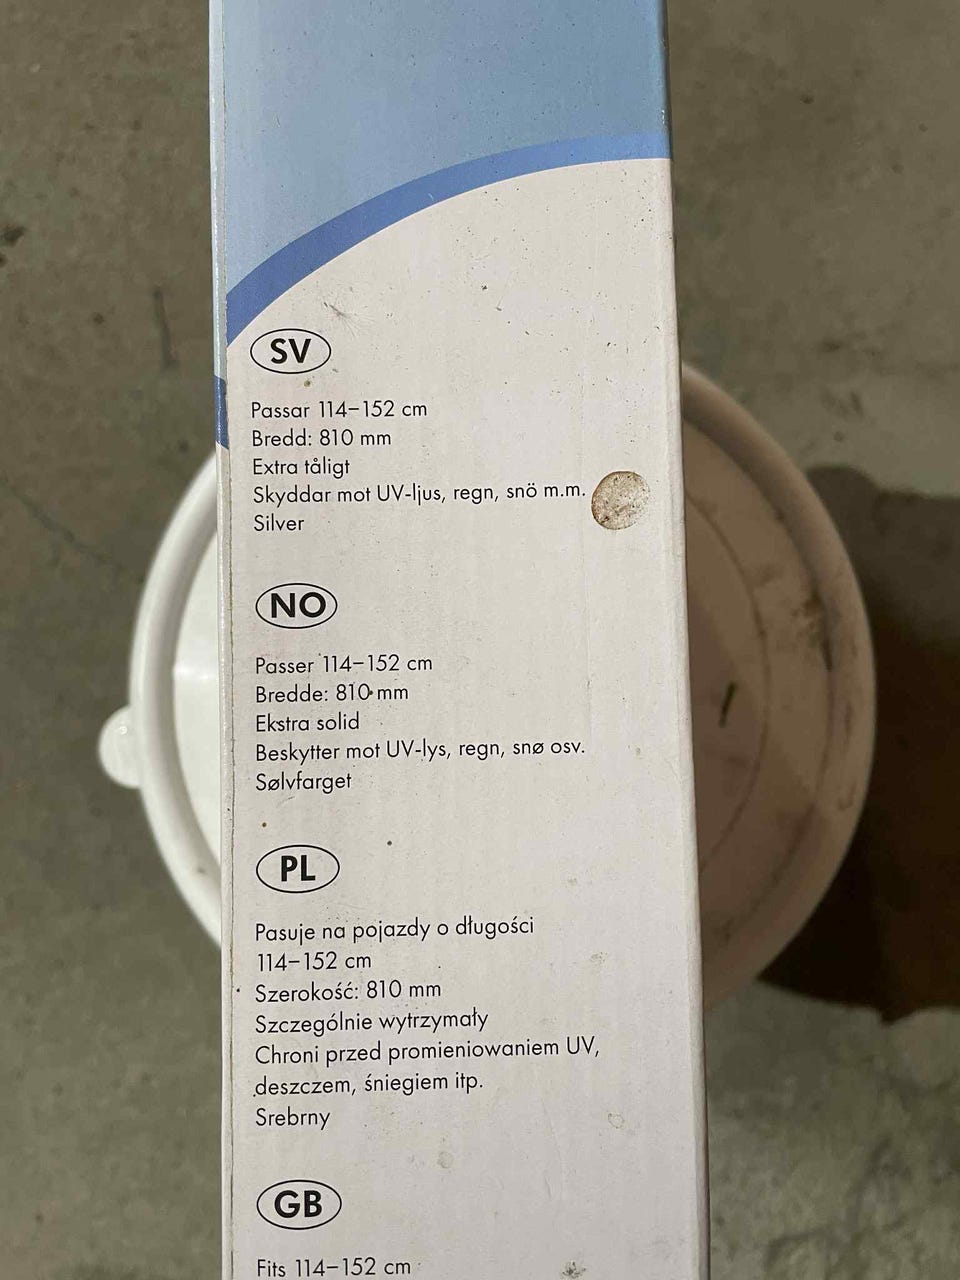 SV
Passar 114–152 cm
Bredd: 810 mm
Extra tåligt
Skyddar mot UV-ljus, regn, snö m.m.
Silver
NO
Passer 114–152 cm
Bredde: 810 mm
Ekstra solid
Beskytter mot UV-lys, regn, snø osv.
Sølvfarget
PL
Pasuje na pojazdy o długości
114–152 cm
Szerokość: 810 mm
Szczególnie wytrzymały
Chroni przed promieniowaniem UV,
deszczem, śniegiem itp.
Srebrny
GB
Fits 114–152 cm